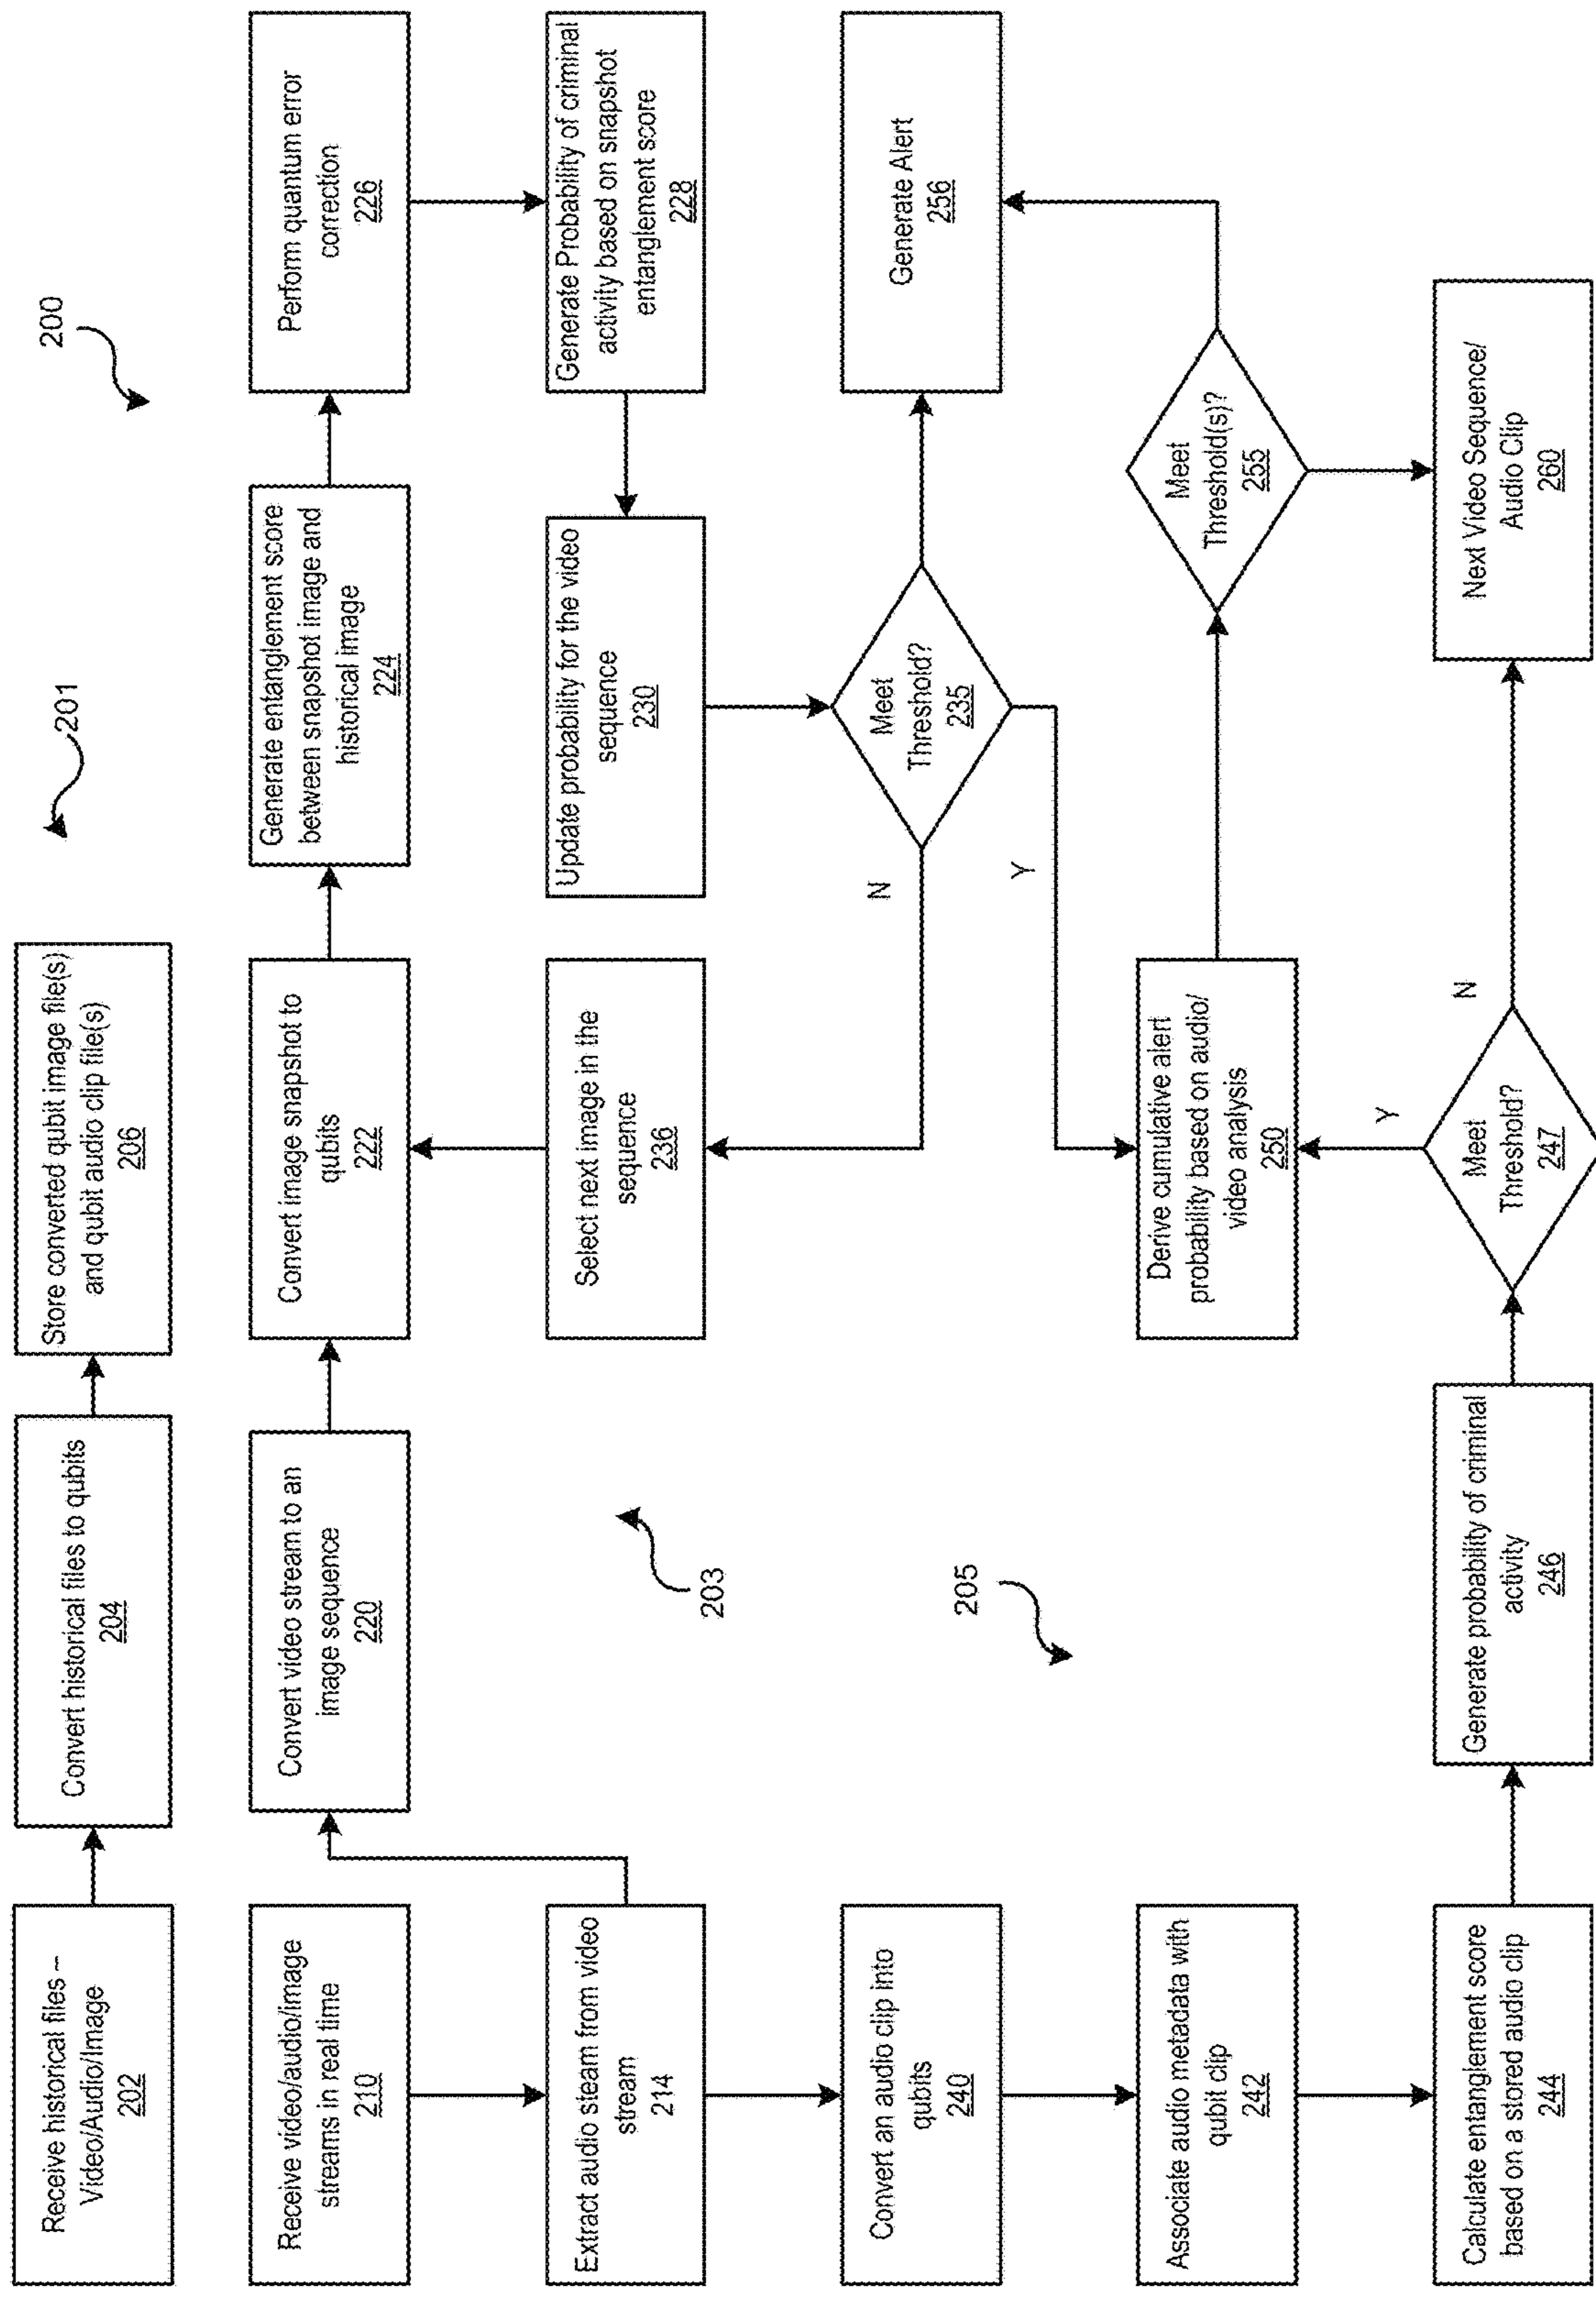 200
201
Receive historical files –
Video/Audio/Image
202
Convert historical files to qubits
204
Store converted qubit image file(s)
and qubit audio clip file(s)
206
Receive video/audio/image
streams in real time
210
Convert video stream to an
image sequence
220
Convert image snapshot to
qubits
222
Generate entanglement score
between snapshot image and
historical image
224
Perform quantum error
correction
226
Extract audio steam from video
stream
214
203
Select next image in the
sequence
236
Update probability for the video
sequence
230
Generate Probability of criminal
activity based on snapshot
entanglement score
228
Convert an audio clip into
qubits
240
205
N
Meet
Threshold?
235
Y
Generate Alert
256
Associate audio metadata with
qubit clip
242
Derive cumulative alert
probability based on audio/
video analysis
250
Meet
Threshold(s)?
255
Calculate entanglement score
based on a stored audio clip
244
Generate probability of criminal
activity
246
Y
Meet
Threshold?
247
N
Next Video Sequence/
Audio Clip
260